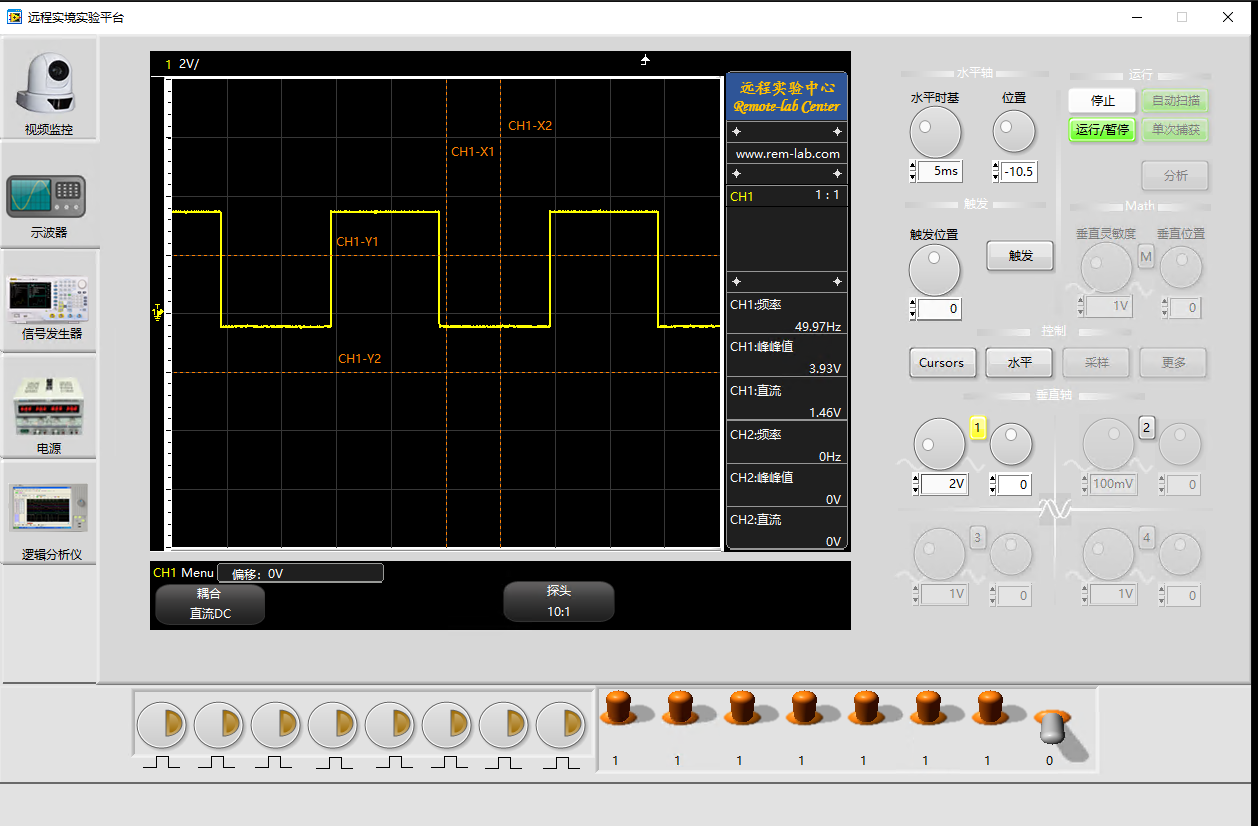 远程实境实验平台
视频监控
示波器
信号发生器
电源
逻辑分析仪
1 2V/
CH1-X2
CH1-X1
CH1-Y1
CH1-Y2
远程实验中心
Remote-lab Center
www.rem-lab.com
CH1 1 : 1
CH1:频率
49.97Hz
CH1:峰峰值
3.93V
CH1:直流
1.46V
CH2:频率
0Hz
CH2:峰峰值
0V
CH2:直流
0V
CH1 Menu 偏移: 0V
耦合
直流DC
探头
10:1
水平轴
水平时基 位置
5ms -10.5
运行
停止 自动扫描
运行/暂停 单次捕获
分析
触发
触发位置
触发
0
Math
垂直灵敏度 垂直位置
M
1V 0
控制
Cursors 水平 采样 更多
垂直轴
1 2
2V 0 100mV 0
3 4
1V 0 1V 0
1 1 1 1 1 1 1 0